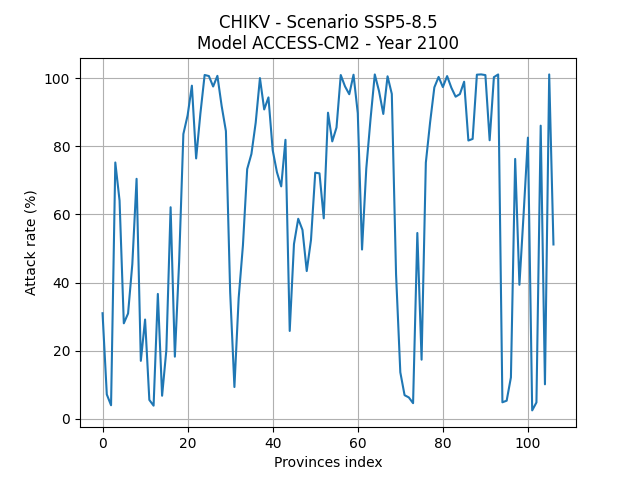 CHIKV - Scenario SSP5-8.5
Model ACCESS-CM2 - Year 2100
Attack rate (%)
100
80
60
40
20
0
0 20 40 60 80 100
Provinces index